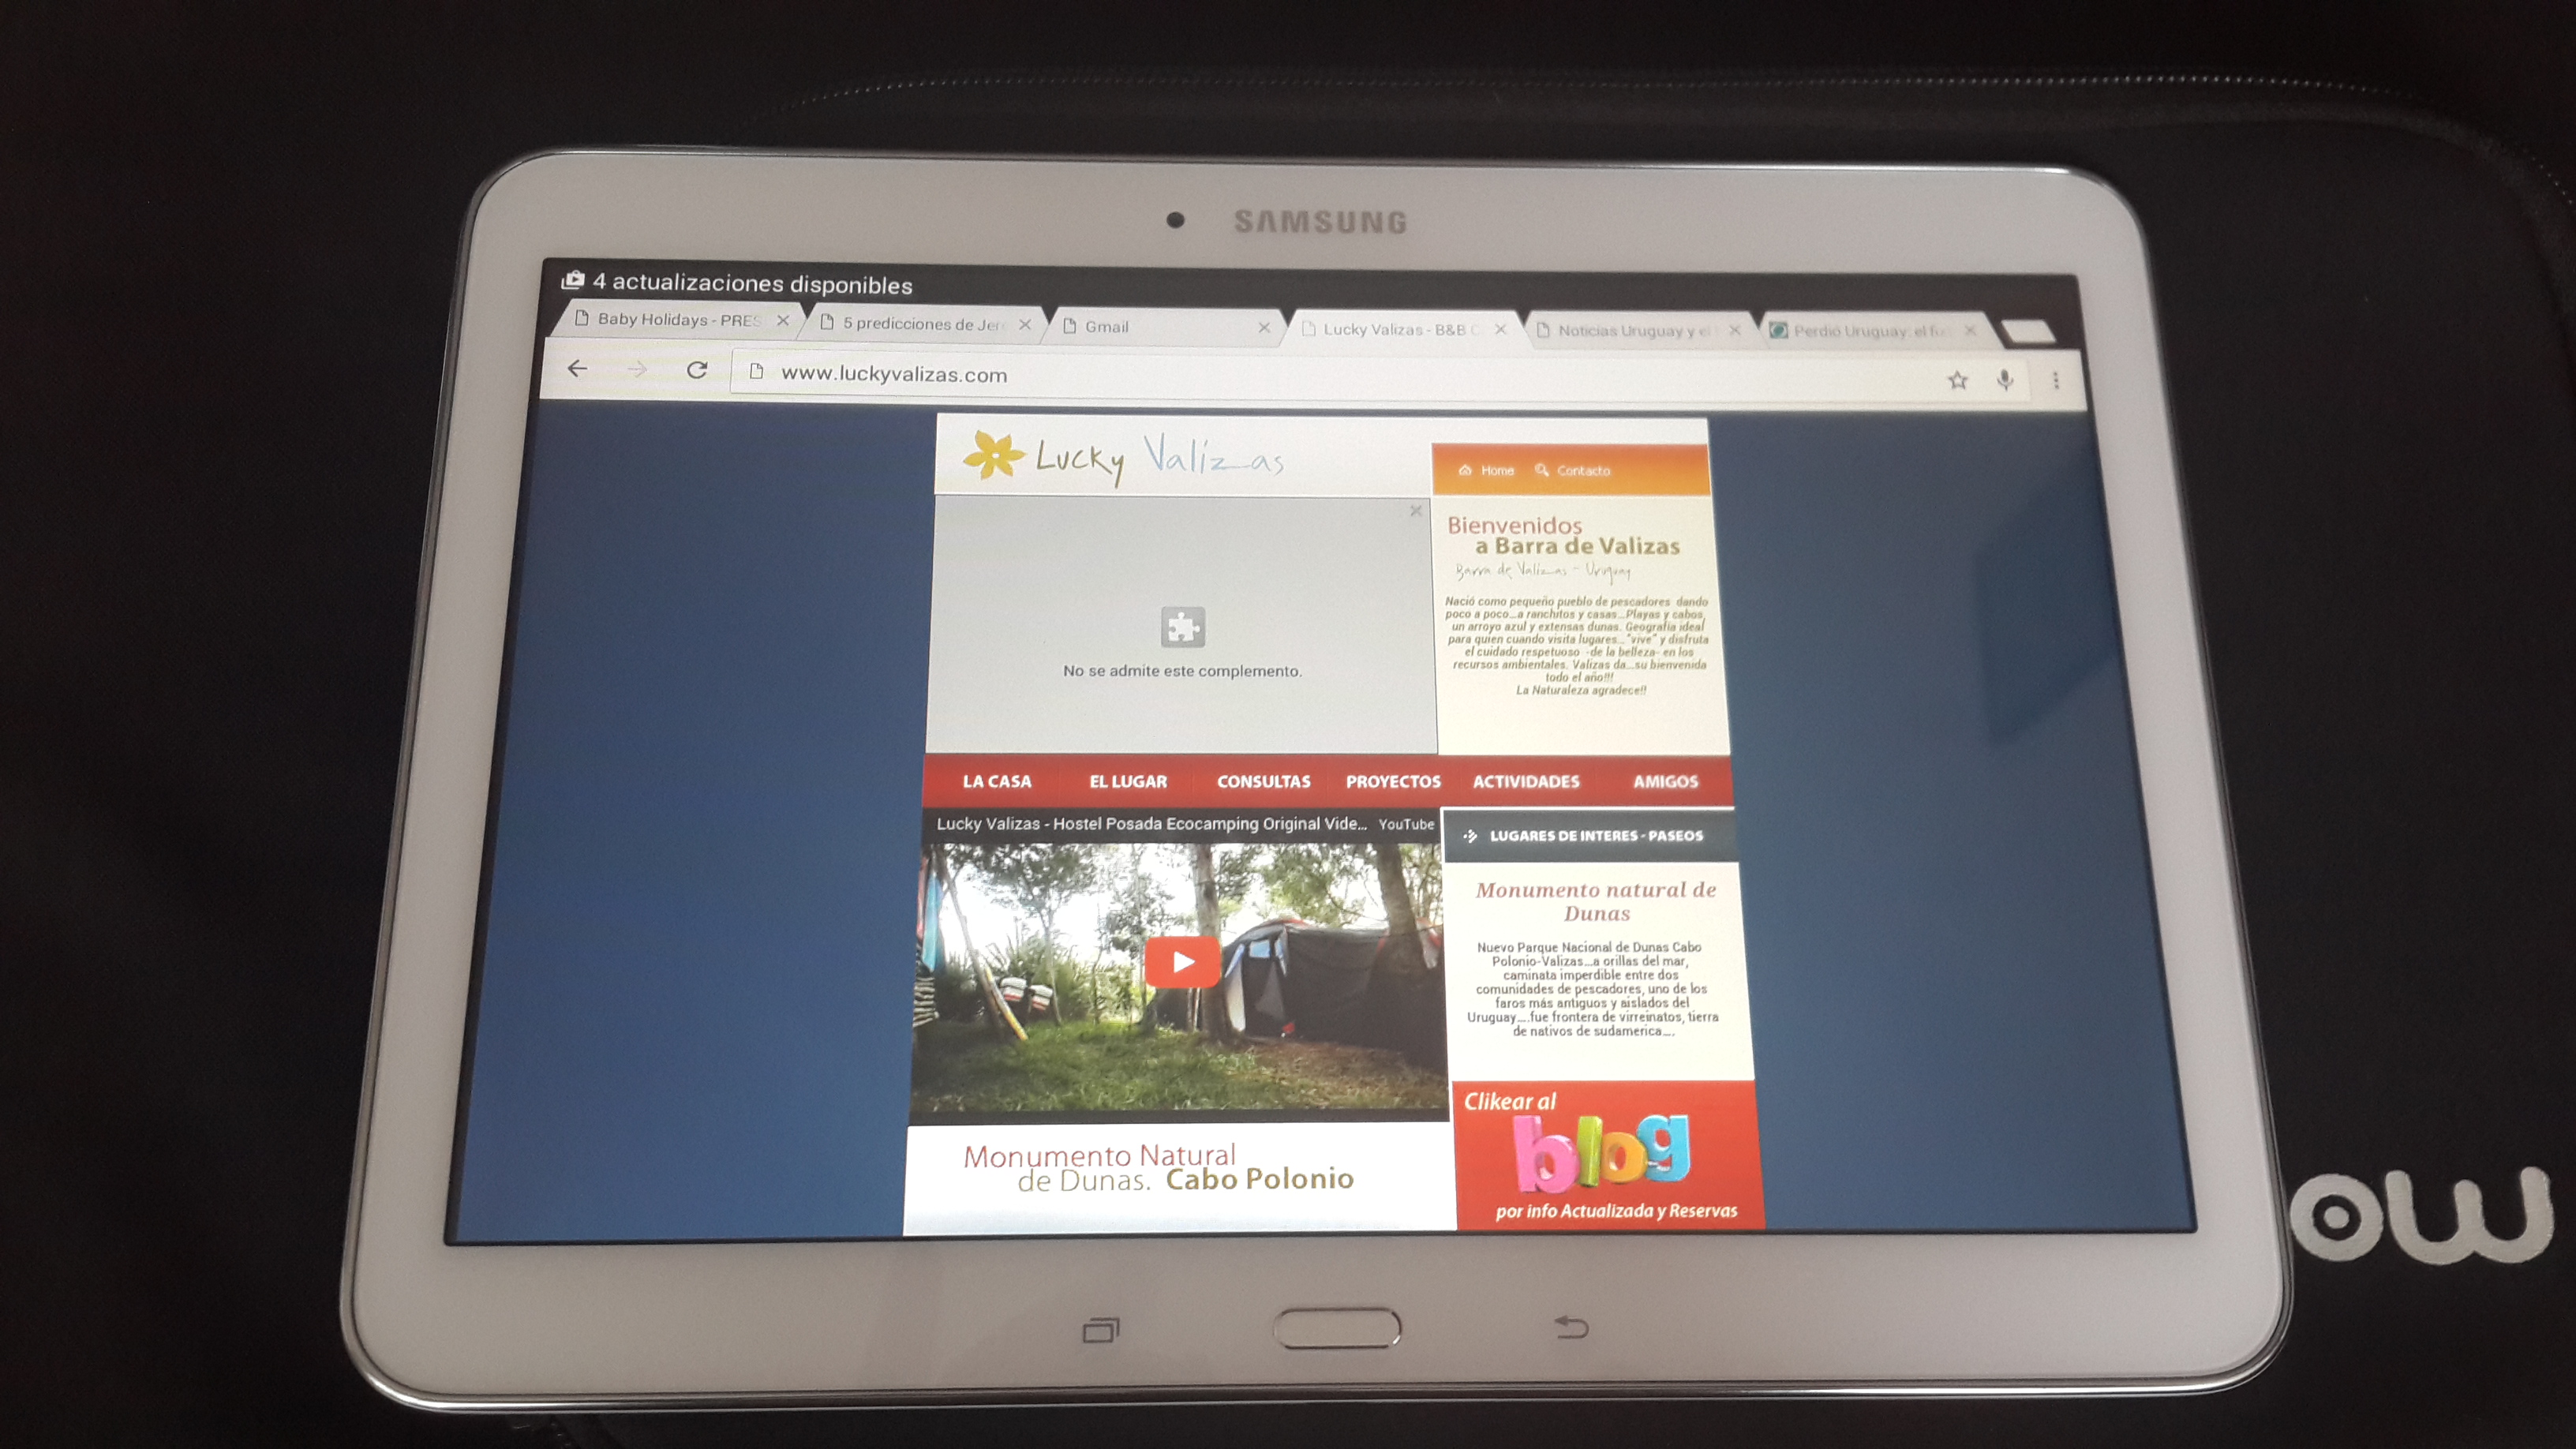 mo
SAMSUNG
4 actualizaciones disponibles
Baby Holidays - PRES
5 predicciones de Jer
Gmail
Lucky Valizas - B&B
Noticias Uruguay y el
Perdió Uruguay: el fu
www.luckyvalizas.com
Lucky Valizas
Home Contacto
No se admite este complemento.
Bienvenidos
a Barra de Valizas
Barra de Valizas - Uruguay
Nació como pequeño pueblo de pescadores dando
poco a poco...a ranchitos y casas...Playas y cabos,
un arroyo azul y extensas dunas. Geografía ideal
para quien cuando visita lugares..."vive" y disfruta
el cuidado respetuoso -de la belleza- en los
recursos ambientales. Valizas da...su bienvenida
todo el año!!!
La Naturaleza agradece!!
LA CASA EL LUGAR CONSULTAS PROYECTOS ACTIVIDADES AMIGOS
Lucky Valizas - Hostel Posada Ecocamping Original Vide... YouTube
Monumento Natural
de Dunas. Cabo Polonio
LUGARES DE INTERES - PASEOS
Monumento natural de
Dunas
Nuevo Parque Nacional de Dunas Cabo
Polonio-Valizas...a orillas del mar,
caminata imperdible entre dos
comunidades de pescadores, uno de los
faros más antiguos y aislados del
Uruguay....fue frontera de virreinatos, tierra
de nativos de sudamerica....
Clikear al
blog
por info Actualizada y Reservas